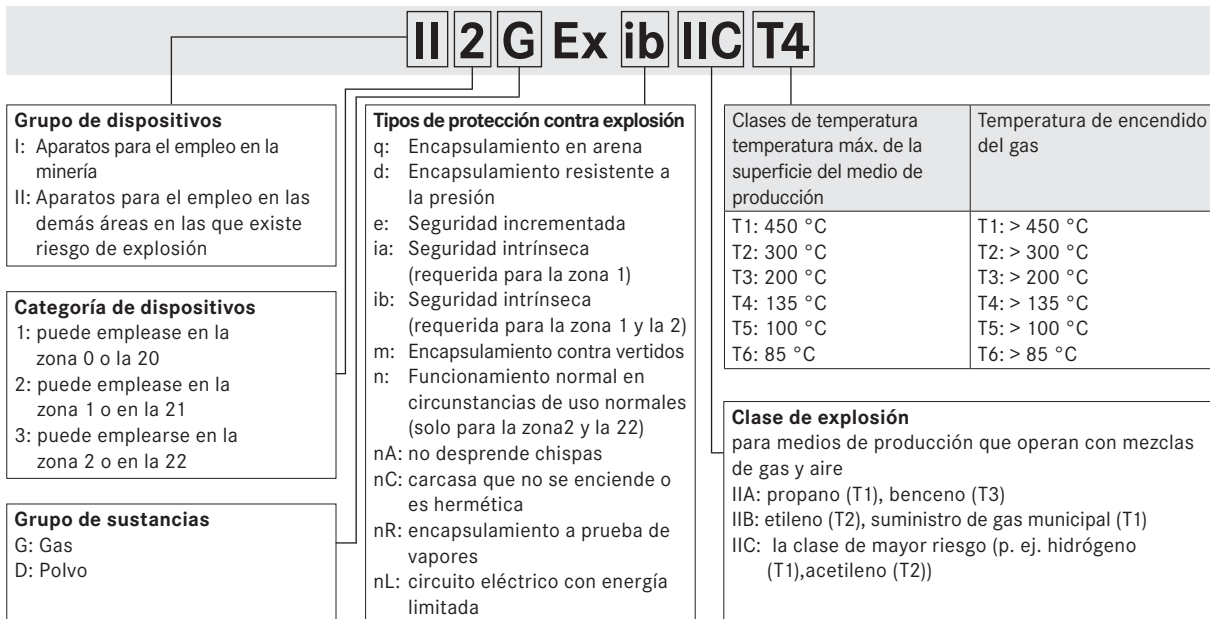 II 2 G Ex ib IIC T4
Grupo de dispositivos
I: Aparatos para el empleo en la
minería
II: Aparatos para el empleo en las
demás áreas en las que existe
riesgo de explosión
Categoría de dispositivos
1: puede emplease en la
zona 0 o la 20
2: puede emplease en la
zona 1 o en la 21
3: puede emplearse en la
zona 2 o en la 22
Grupo de sustancias
G: Gas
D: Polvo
Tipos de protección contra explosión
q: Encapsulamiento en arena
d: Encapsulamiento resistente a
la presión
e: Seguridad incrementada
ia: Seguridad intrínseca
(requerida para la zona 1)
ib: Seguridad intrínseca
(requerida para la zona 1 y la 2)
m: Encapsulamiento contra vertidos
n: Funcionamiento normal en
circunstancias de uso normales
(solo para la zona2 y la 22)
nA: no desprende chispas
nC: carcasa que no se enciende o
es hermética
nR: encapsulamiento a prueba de
vapores
nL: circuito eléctrico con energía
limitada
Clases de temperatura
temperatura máx. de la
superficie del medio de
producción
Temperatura de encendido
del gas
T1: 450 °C T1: > 450 °C
T2: 300 °C T2: > 300 °C
T3: 200 °C T3: > 200 °C
T4: 135 °C T4: > 135 °C
T5: 100 °C T5: > 100 °C
T6: 85 °C T6: > 85 °C
Clase de explosión
para medios de producción que operan con mezclas
de gas y aire
IIA: propano (T1), benceno (T3)
IIB: etileno (T2), suministro de gas municipal (T1)
IIC: la clase de mayor riesgo (p. ej. hidrógeno
(T1),acetileno (T2))